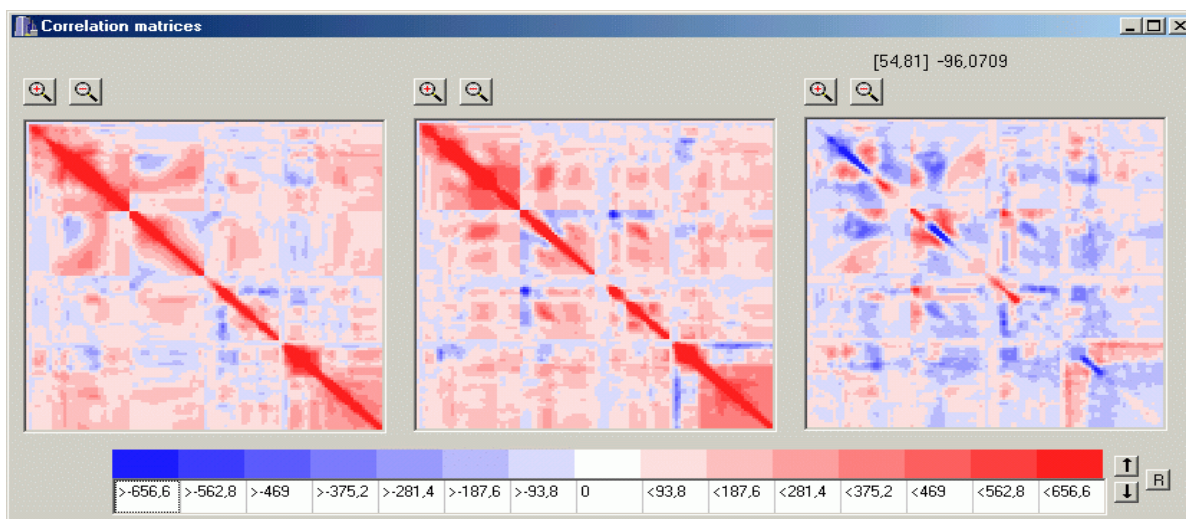 Correlation matrices
[54,81] -96,0709
>-656,6 >-562,8 >-469 >-375,2 >-281,4 >-187,6 >-93,8 0 <93,8 <187,6 <281,4 <375,2 <469 <562,8 <656,6
R